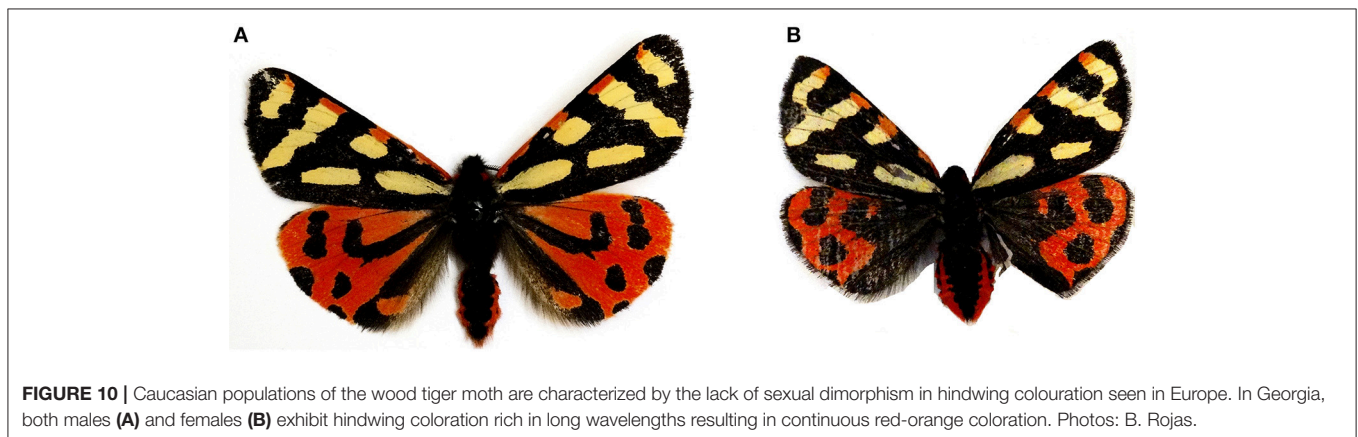 A
B
FIGURE 10 | Caucasian populations of the wood tiger moth are characterized by the lack of sexual dimorphism in hindwing colouration seen in Europe. In Georgia,
both males (A) and females (B) exhibit hindwing coloration rich in long wavelengths resulting in continuous red-orange coloration. Photos: B. Rojas.